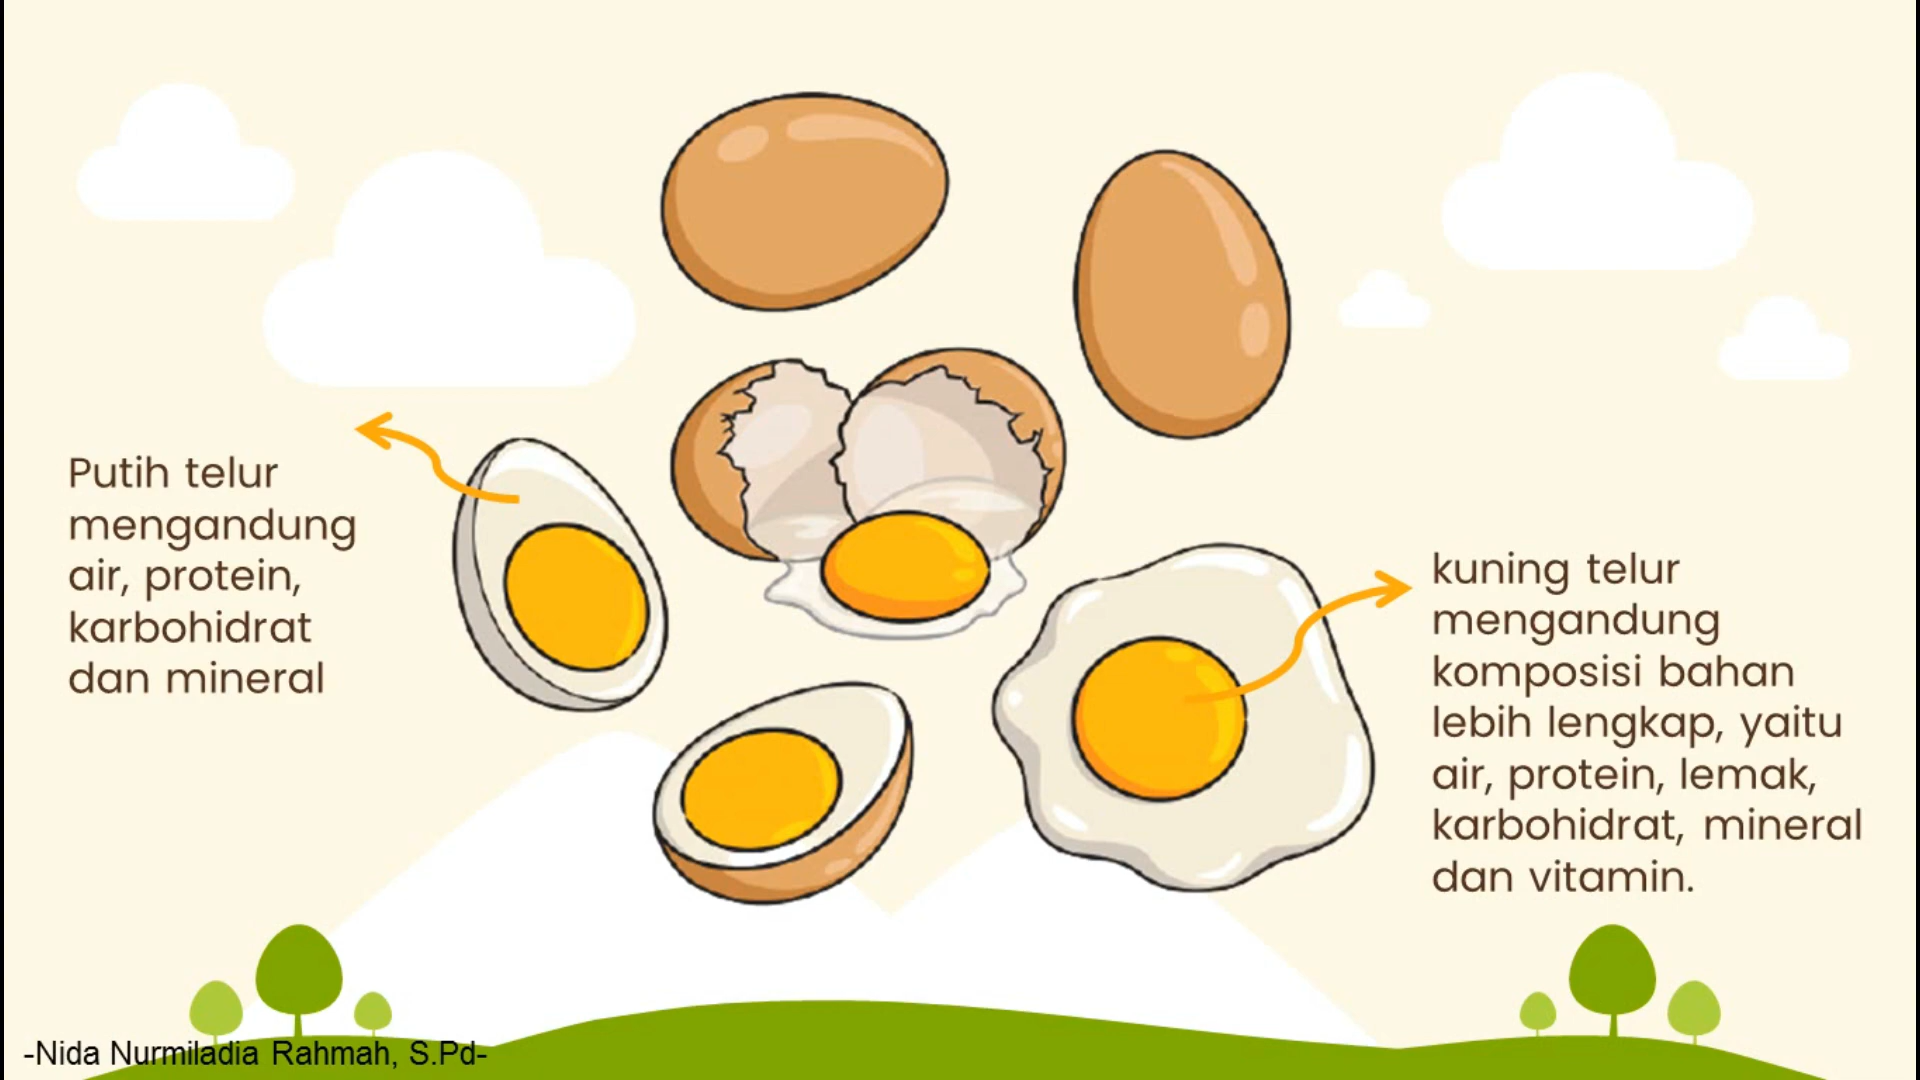 Putih telur
mengandung
air, protein,
karbohidrat
dan mineral
kuning telur
mengandung
komposisi bahan
lebih lengkap, yaitu
air, protein, lemak,
karbohidrat, mineral
dan vitamin.
-Nida Nurmiladia Rahmah, S.Pd-